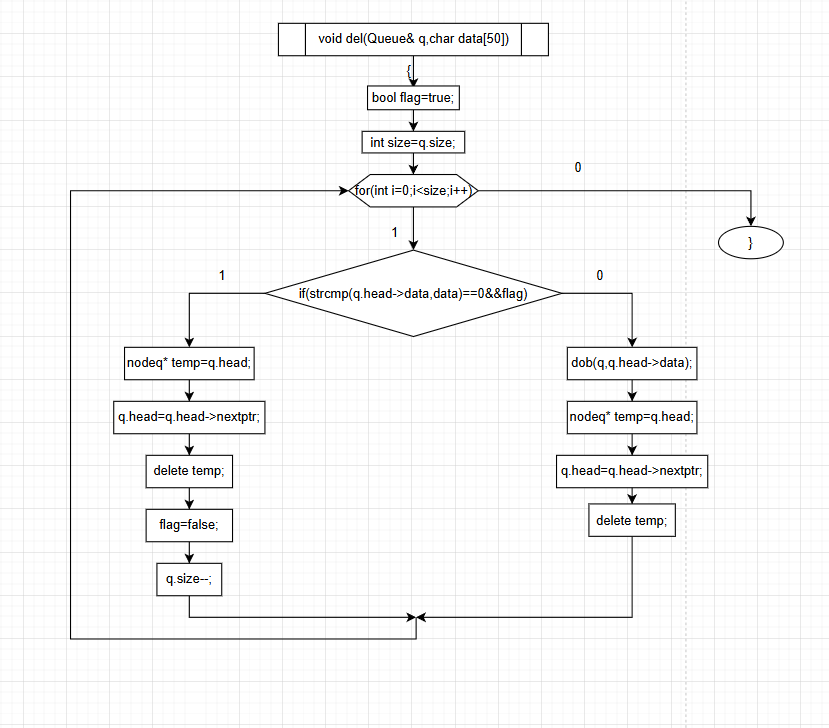 void del(Queue& q,char data[50])
{
bool flag=true;
int size=q.size;
0
for(int i=0;i<size;i++)
1
}
1
0
if(strcmp(q.head->data,data)==0&&flag)
nodeq* temp=q.head;
dob(q,q.head->data);
q.head=q.head->nextptr;
nodeq* temp=q.head;
delete temp;
q.head=q.head->nextptr;
flag=false;
delete temp;
q.size--;